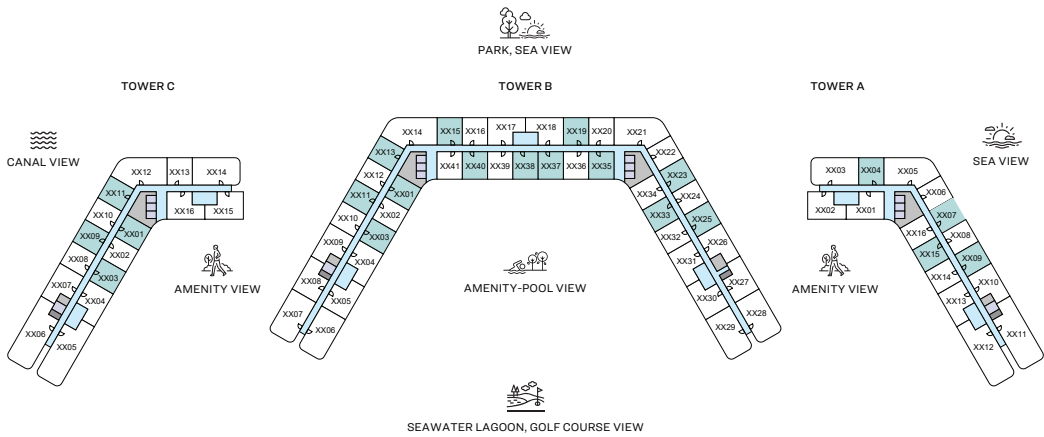 PARK, SEA VIEW
TOWER C
TOWER B
TOWER A
CANAL VIEW
SEA VIEW
XX12
XX13
XX14
XX11
XX10
XX09
XX08
XX07
XX06
XX05
XX04
XX03
XX02
XX01
XX16
XX15
AMENITY VIEW
XX14
XX15
XX16
XX17
XX18
XX19
XX20
XX21
XX13
XX12
XX11
XX10
XX09
XX08
XX07
XX06
XX05
XX04
XX03
XX02
XX01
XX41
XX40
XX39
XX38
XX37
XX36
XX35
XX34
XX33
XX32
XX31
XX30
XX29
XX22
XX23
XX24
XX25
XX26
XX27
XX28
AMENITY-POOL VIEW
XX03
XX04
XX05
XX02
XX01
XX06
XX07
XX08
XX09
XX10
XX11
XX16
XX15
XX14
XX13
XX12
AMENITY VIEW
SEAWATER LAGOON, GOLF COURSE VIEW